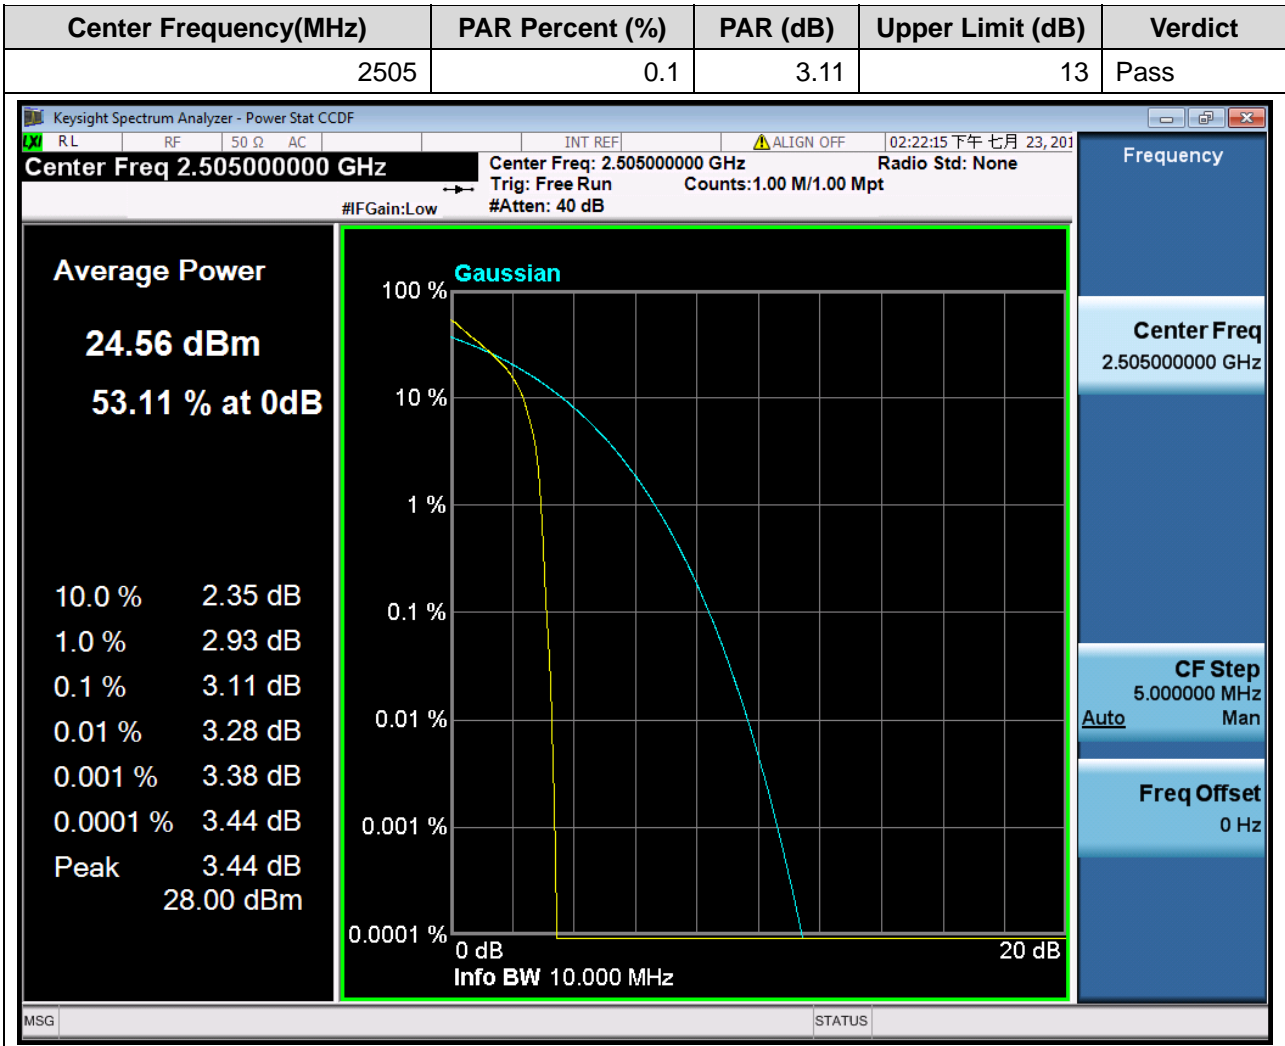 Center Frequency(MHz) PAR Percent (%) PAR (dB) Upper Limit (dB) Verdict
2505 0.1 3.11 13 Pass
Keysight Spectrum Analyzer - Power Stat CCDF
LXI RL RF 50 Ω AC INT REF ALIGN OFF 02:22:15 下午 七月 23, 201
Center Freq 2.505000000 GHz
#IFGain:Low
Center Freq: 2.505000000 GHz Radio Std: None
Trig: Free Run Counts:1.00 M/1.00 Mpt
#Atten: 40 dB
Average Power
24.56 dBm
53.11 % at 0dB
10.0 % 2.35 dB
1.0 % 2.93 dB
0.1 % 3.11 dB
0.01 % 3.28 dB
0.001 % 3.38 dB
0.0001 % 3.44 dB
Peak 3.44 dB
28.00 dBm
Gaussian
100 %
10 %
1 %
0.1 %
0.01 %
0.001 %
0.0001 %
0 dB 20 dB
Info BW 10.000 MHz
Frequency
Center Freq
2.505000000 GHz
CF Step
5.000000 MHz
Auto Man
Freq Offset
0 Hz
MSG STATUS